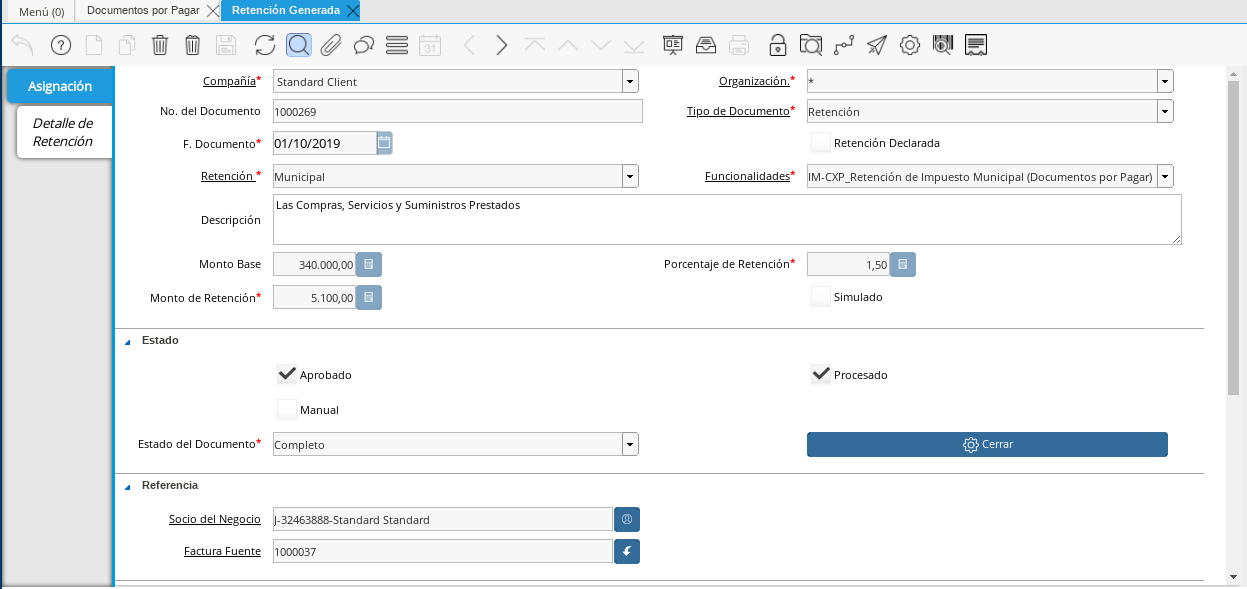 Menú (0) Documentos por Pagar Retención Generada
31
Asignación
Detalle de
Retención
Compañía* Standard Client Organización.* *
No. del Documento 1000269 Tipo de Documento* Retención
F. Documento* 01/10/2019 Retención Declarada
Retención * Municipal Funcionalidades* IM-CXP_Retención de Impuesto Municipal (Documentos por Pagar)
Descripción Las Compras, Servicios y Suministros Prestados
Monto Base 340.000,00 Porcentaje de Retención* 1,50
Monto de Retención* 5.100,00 Simulado
Estado
Aprobado Procesado
Manual
Estado del Documento* Completo Cerrar
Referencia
Socio del Negocio J-32463888-Standard Standard
Factura Fuente 1000037